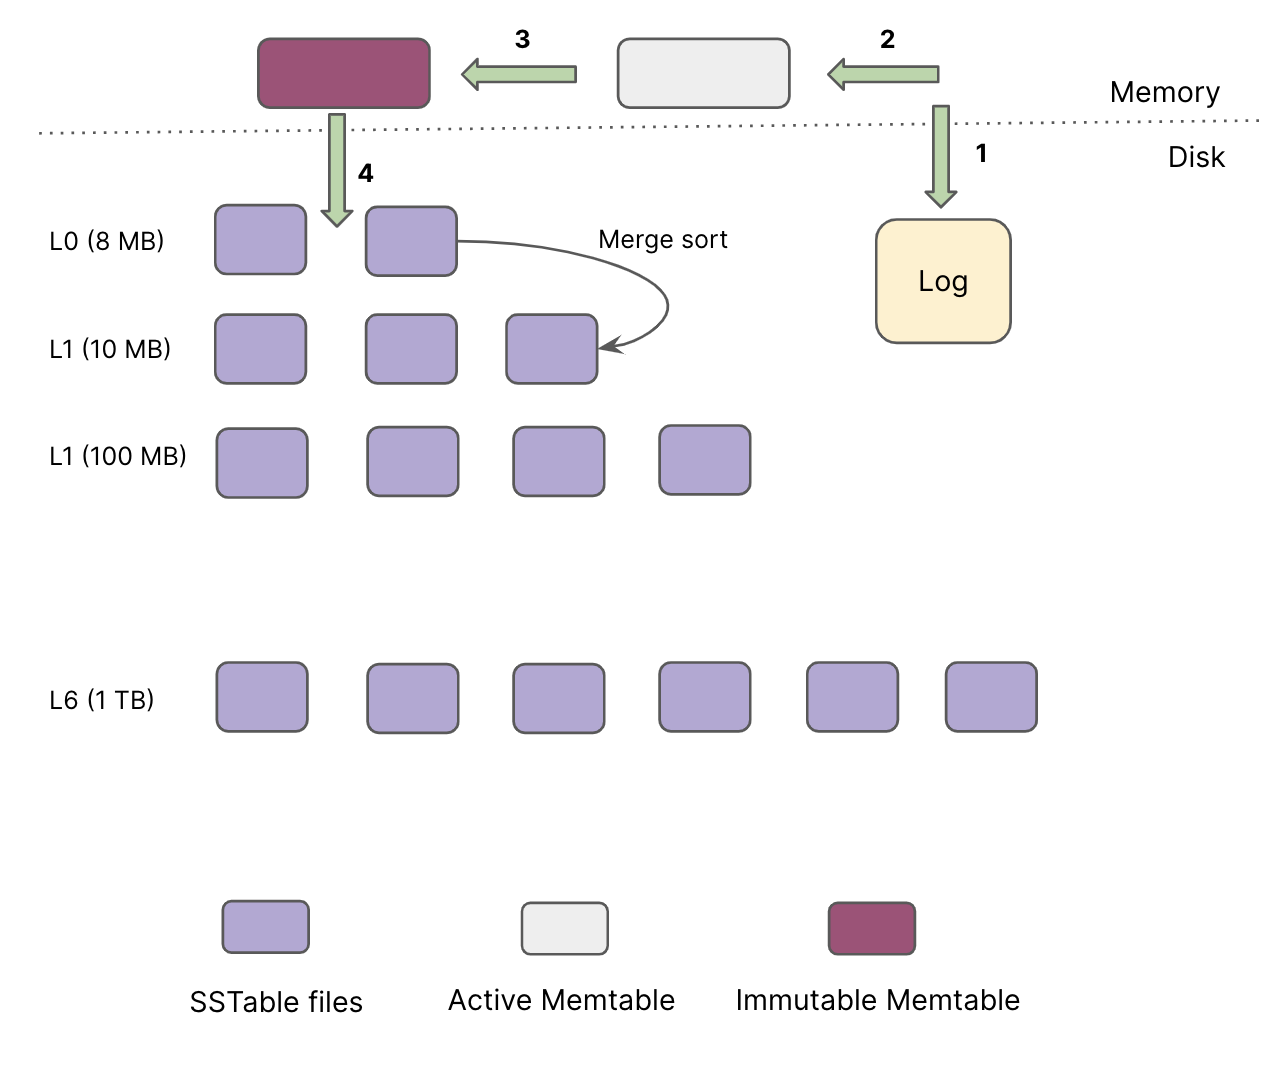 3
2
Memory
1
Disk
4
L0 (8 MB)
Merge sort
Log
L1 (10 MB)
L1 (100 MB)
L6 (1 TB)
SSTable files
Active Memtable
Immutable Memtable